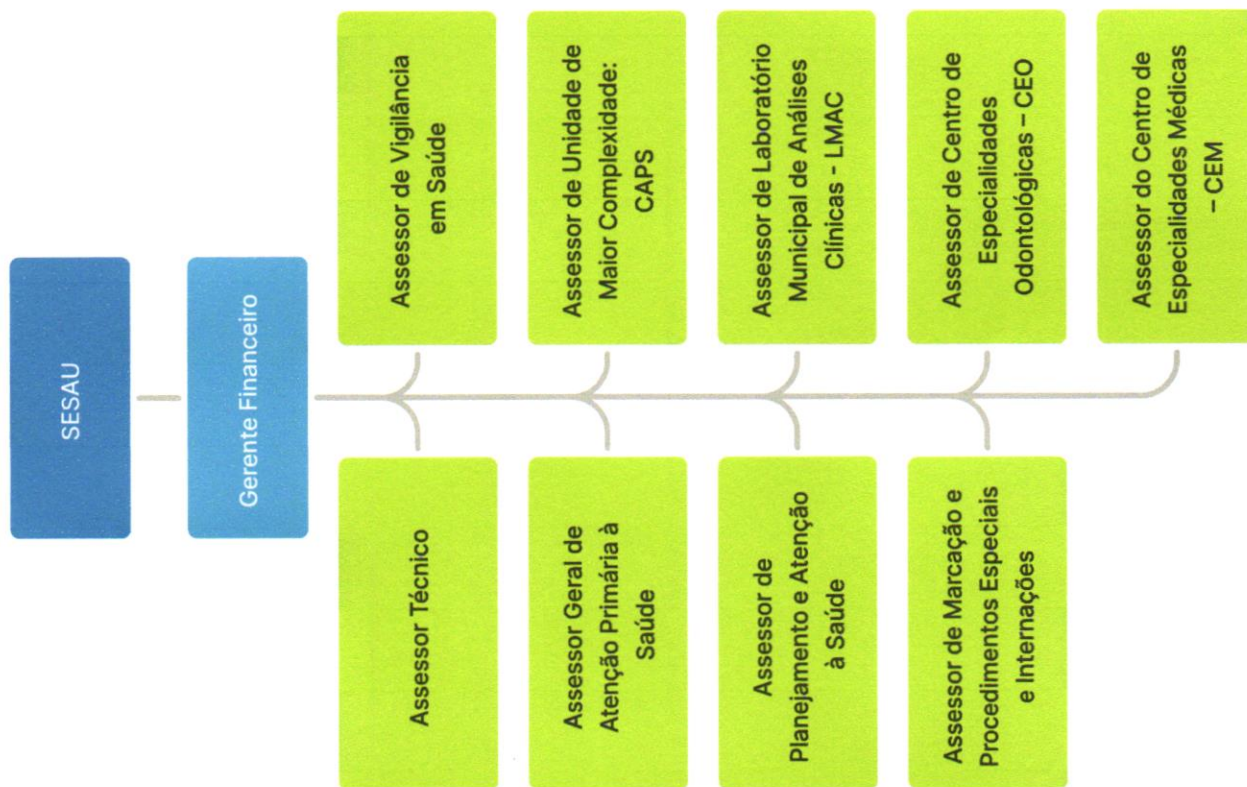 SESAU
Gerente Financeiro
Assessor Técnico
Assessor de Vigilância
em Saúde
Assessor Geral de
Atenção Primária à
Saúde
Assessor de Unidade de
Maior Complexidade:
CAPS
Assessor de
Planejamento e Atenção
à Saúde
Assessor de Laboratório
Municipal de Análises
Clínicas - LMAC
Assessor de Marcação e
Procedimentos Especiais
e Internações
Assessor de Centro de
Especialidades
Odontológicas – CEO
Assessor do Centro de
Especialidades Médicas
– CEM